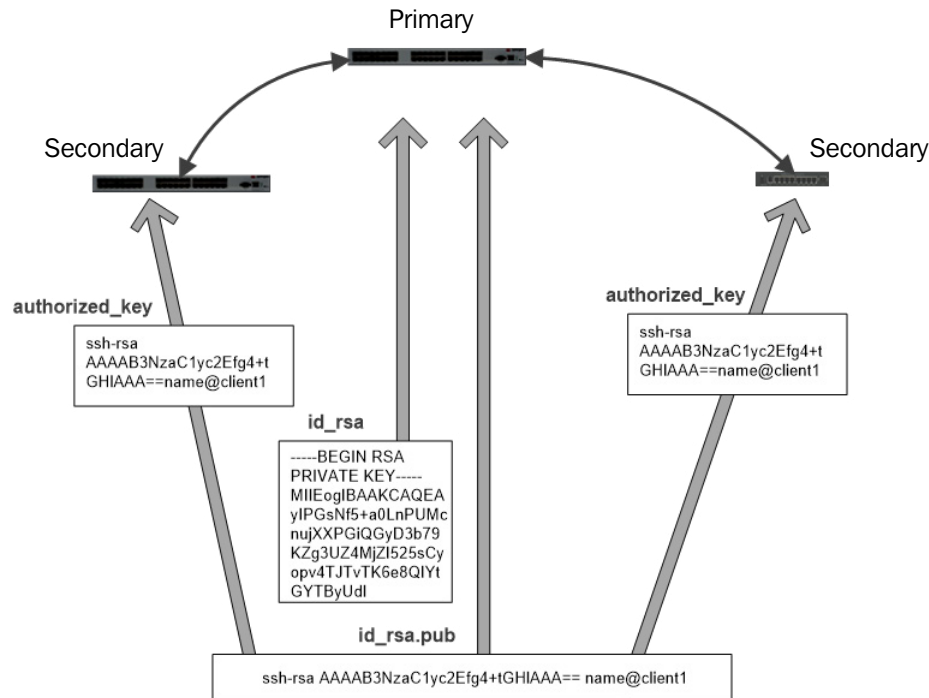 Primary
Secondary
Secondary
authorized_key
ssh-rsa
AAAAB3NzaC1yc2Efg4+t
GHIAAA==name@client1
authorized_key
ssh-rsa
AAAAB3NzaC1yc2Efg4+t
GHIAAA==name@client1
id_rsa
-----BEGIN RSA
PRIVATE KEY-----
MIIEogIBAAKCAQEA
yIPGsNf5+a0LnPUMc
nujXXPGiQGyD3b79
KZg3UZ4MjZI525sCy
opv4TJTvTK6e8QIYt
GYTByUdI
id_rsa.pub
ssh-rsa AAAAB3NzaC1yc2Efg4+tGHIAAA== name@client1